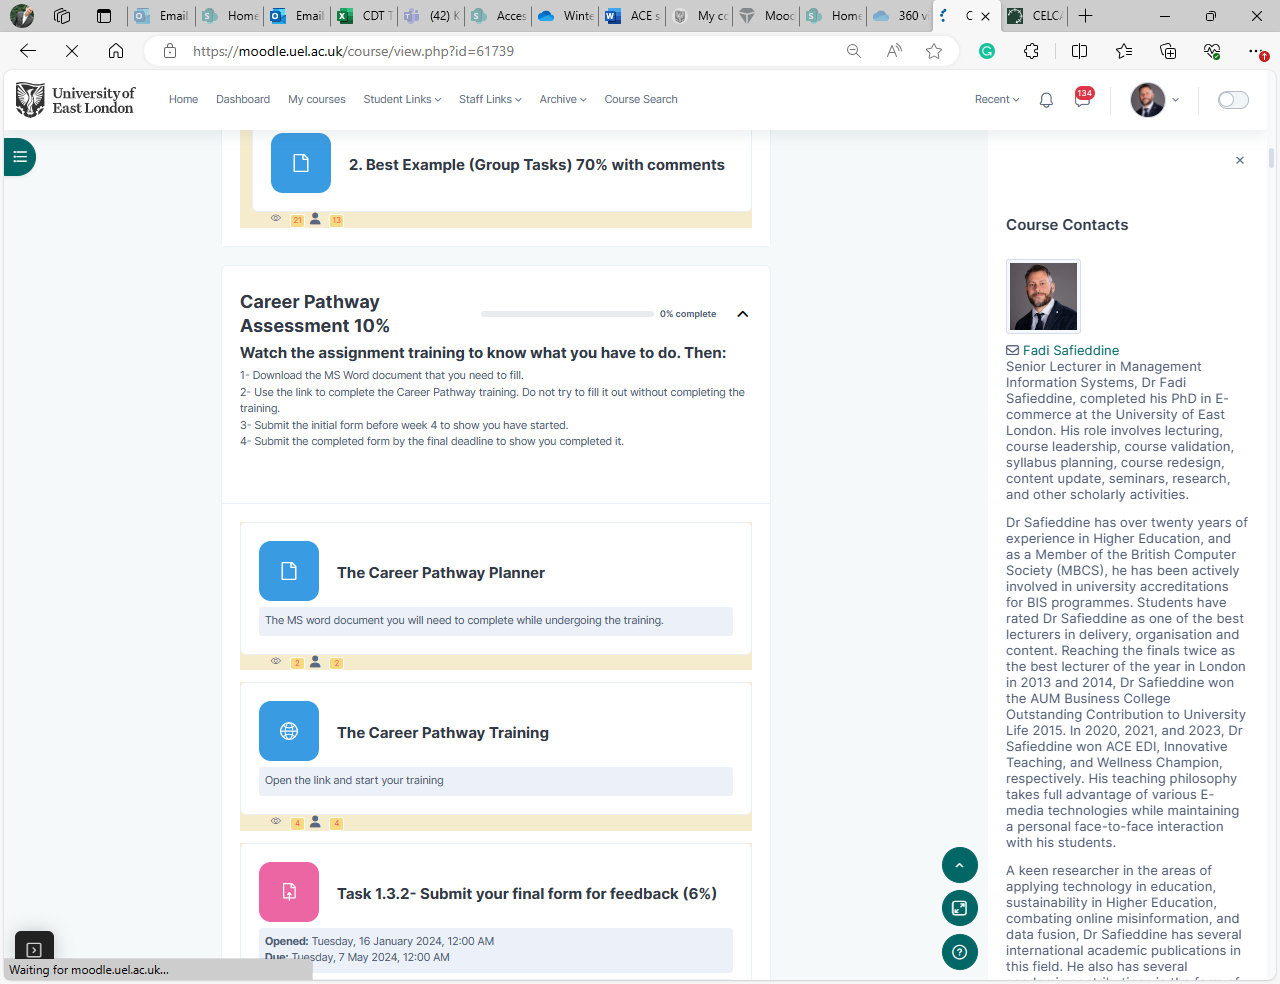 Email
Home
Email
CDT T
(42) K
Acces
Winte
ACE s
My co
Mood
Home
360 v
C
CELCA
https://moodle.uel.ac.uk/course/view.php?id=61739
University of
East London
Home Dashboard My courses Student Links Staff Links Archive Course Search
Recent
134
2. Best Example (Group Tasks) 70% with comments
21 13
Career Pathway
Assessment 10%
0% complete
Watch the assignment training to know what you have to do. Then:
1- Download the MS Word document that you need to fill.
2- Use the link to complete the Career Pathway training. Do not try to fill it out without completing the
training.
3- Submit the initial form before week 4 to show you have started.
4- Submit the completed form by the final deadline to show you completed it.
The Career Pathway Planner
The MS word document you will need to complete while undergoing the training.
2 2
The Career Pathway Training
Open the link and start your training
4 4
Task 1.3.2- Submit your final form for feedback (6%)
Opened: Tuesday, 16 January 2024, 12:00 AM
Due: Tuesday, 7 May 2024, 12:00 AM
Waiting for moodle.uel.ac.uk...
Course Contacts
Fadi Safieddine
Senior Lecturer in Management
Information Systems, Dr Fadi
Safieddine, completed his PhD in E-
commerce at the University of East
London. His role involves lecturing,
course leadership, course validation,
syllabus planning, course redesign,
content update, seminars, research,
and other scholarly activities.
Dr Safieddine has over twenty years of
experience in Higher Education, and
as a Member of the British Computer
Society (MBCS), he has been actively
involved in university accreditations
for BIS programmes. Students have
rated Dr Safieddine as one of the best
lecturers in delivery, organisation and
content. Reaching the finals twice as
the best lecturer of the year in London
in 2013 and 2014, Dr Safieddine won
the AUM Business College
Outstanding Contribution to University
Life 2015. In 2020, 2021, and 2023, Dr
Safieddine won ACE EDI, Innovative
Teaching, and Wellness Champion,
respectively. His teaching philosophy
takes full advantage of various E-
media technologies while maintaining
a personal face-to-face interaction
with his students.
A keen researcher in the areas of
applying technology in education,
sustainability in Higher Education,
combating online misinformation, and
data fusion, Dr Safieddine has several
international academic publications in
this field. He also has several